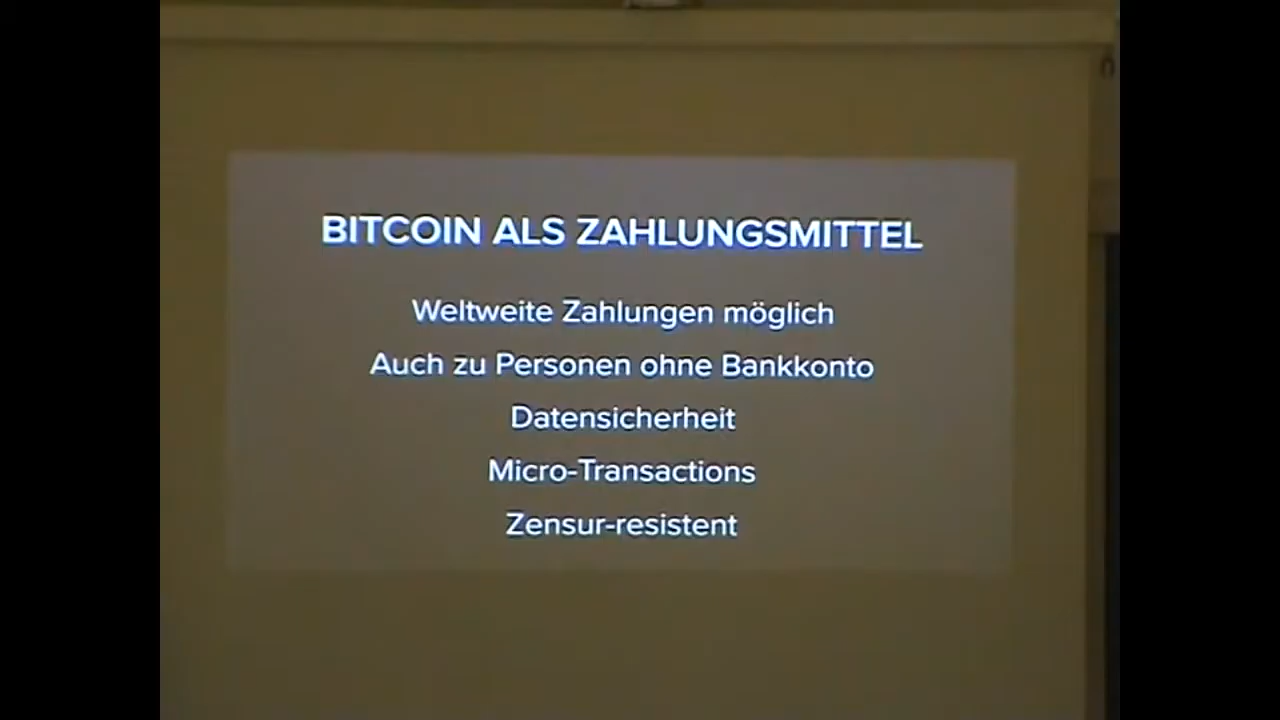 BITCOIN ALS ZAHLUNGSMITTEL
Weltweite Zahlungen möglich
Auch zu Personen ohne Bankkonto
Datensicherheit
Micro-Transactions
Zensur-resistent